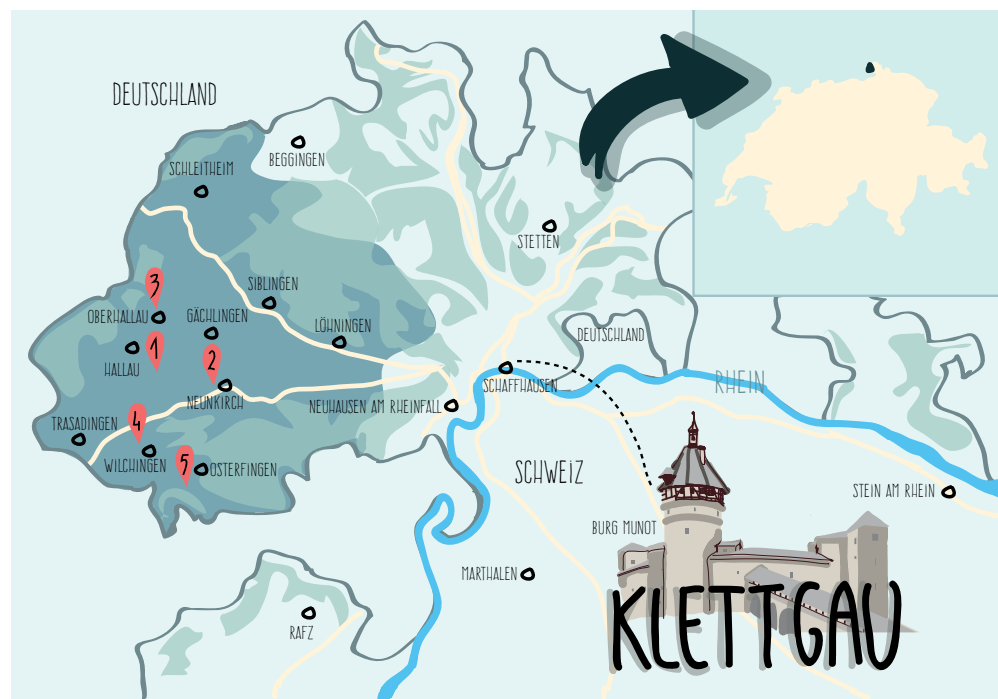 DEUTSCHLAND
BEGGINGEN
SCHLEITHEIM
STETTEN
3
SIBLINGEN
OBERHALLAU
GÄCHLINGEN
LÖHNINGEN
DEUTSCHLAND
1
2
HALLAU
RHEIN
SCHAFFHAUSEN
NEUNKIRCH
NEUHAUSEN AM RHEINFALL
4
TRASADINGEN
WILCHINGEN
5
OSTERFINGEN
SCHWEIZ
STEIN AM RHEIN
BURG MUNOT
MARTHALEN
RAFZ
KLETTGAU